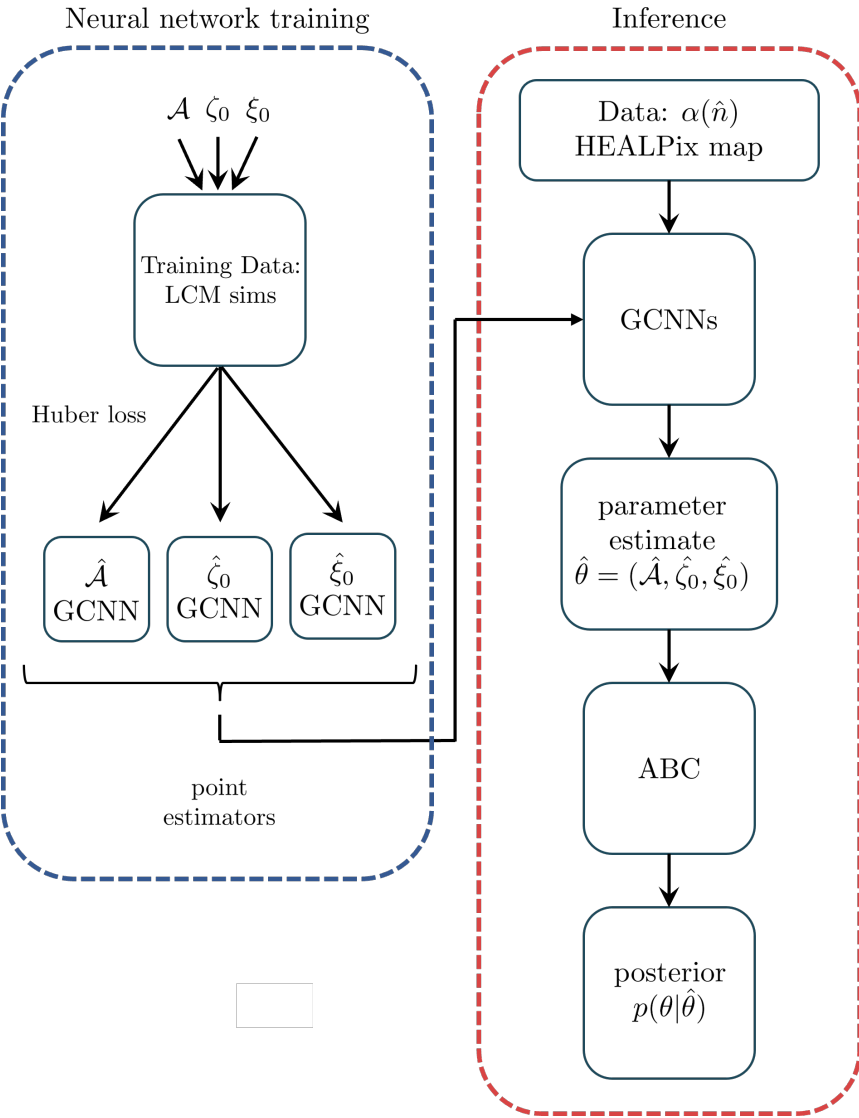 Neural network training
𝒜 ζ₀ ξ₀
Training Data:
LCM sims
Huber loss
𝒜̂
GCNN
ζ̂₀
GCNN
ξ̂₀
GCNN
point
estimators
Inference
Data: α(n̂)
HEALPix map
GCNNs
parameter
estimate
θ̂ = (𝒜̂, ζ̂₀, ξ̂₀)
ABC
posterior
p(θ|θ̂)